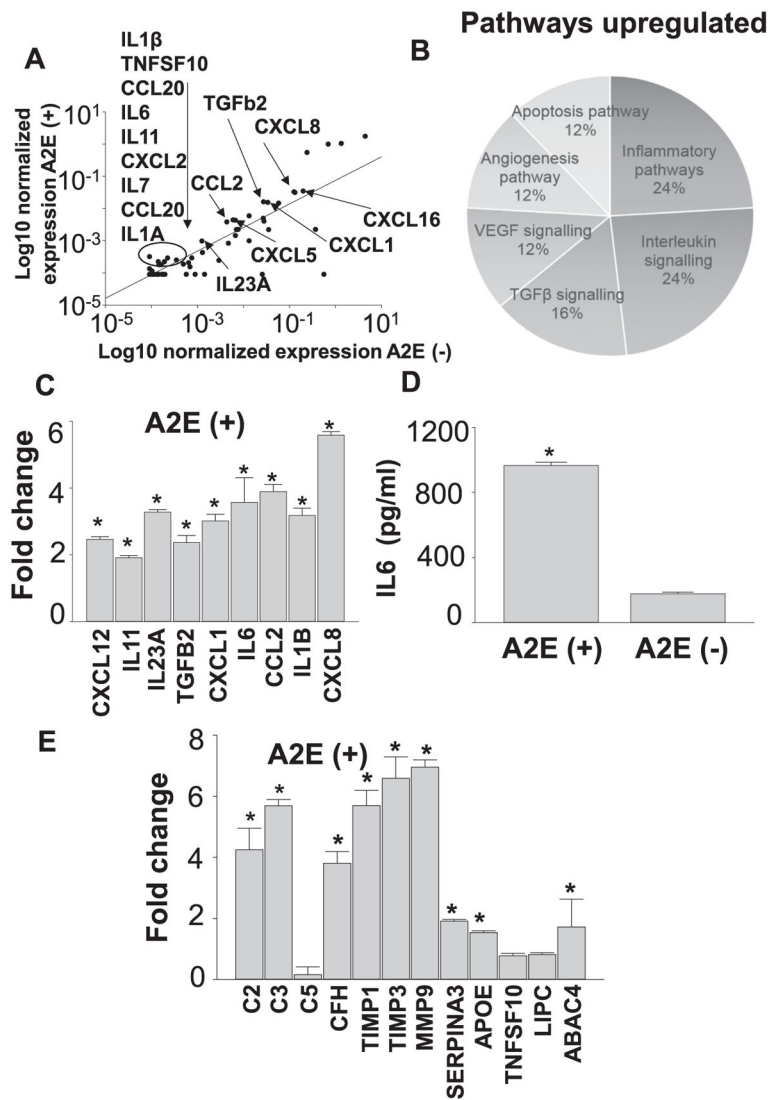 Pathways upregulated
A
IL1β
TNFSF10
CCL20
IL6
IL11
CXCL2
IL7
CCL20
IL1A
TGFb2
CXCL8
CCL2
CXCL16
CXCL1
CXCL5
IL23A
Log10 normalized
expression A2E (+)
10¹
10⁻¹
10⁻³
10⁻⁵
10⁻⁵
10⁻³
10⁻¹
10¹
Log10 normalized expression A2E (-)
B
Apoptosis pathway
12%
Inflammatory
pathways
24%
Angiogenesis
pathway
12%
VEGF signalling
12%
Interleukin
signalling
24%
TGFβ signalling
16%
C
A2E (+)
Fold change
6
4
2
0
* * * * * * * * *
CXCL12
IL11
IL23A
TGFB2
CXCL1
IL6
CCL2
IL1B
CXCL8
D
IL6 (pg/ml)
1200
800
400
0
*
A2E (+)
A2E (-)
E
A2E (+)
Fold change
8
6
4
2
0
* * * * * * * * *
C2
C3
C5
CFH
TIMP1
TIMP3
MMP9
SERPINA3
APOE
TNFSF10
LIPC
ABAC4